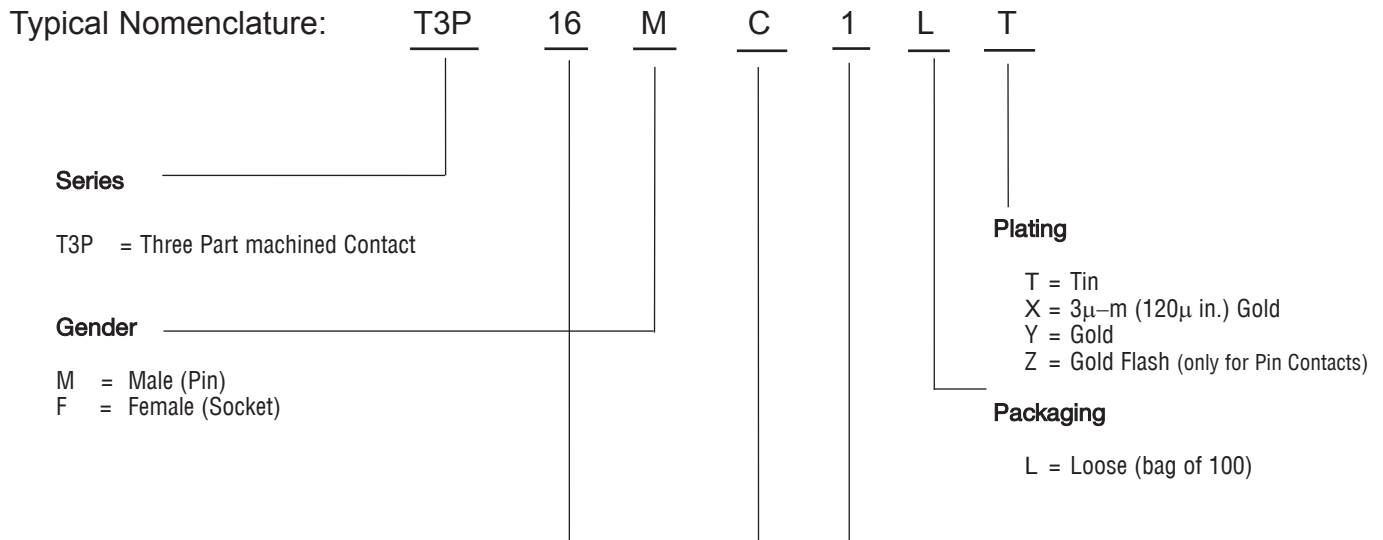 Typical Nomenclature: T3P 16 M C 1 L T
Series
T3P = Three Part machined Contact
Gender
M = Male (Pin)
F = Female (Socket)
Plating
T = Tin
X = 3μ–m (120μ in.) Gold
Y = Gold
Z = Gold Flash (only for Pin Contacts)
Packaging
L = Loose (bag of 100)